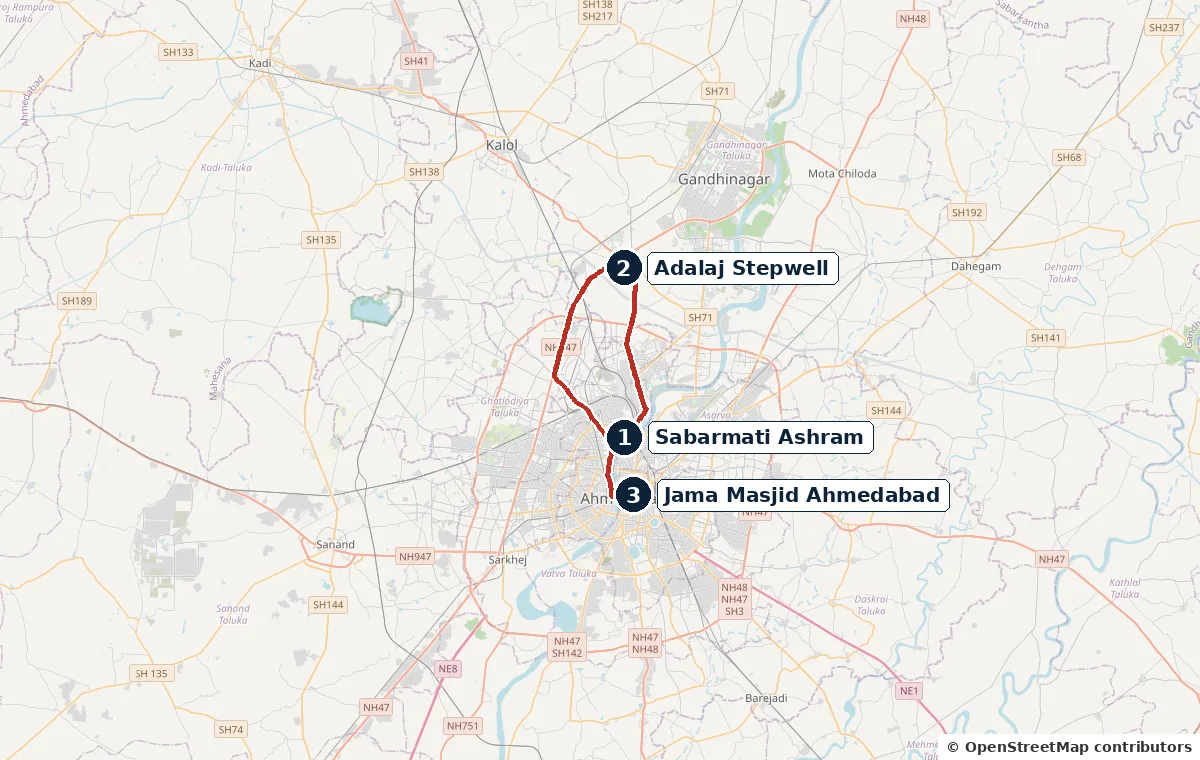 SH138
SH217
NH48
Sabarkantha
SH237
SH133
Kadi
SH41
SH71
Ahmedabad
Kalol
Gandhinagar
Taluka
SH68
Kadi Taluka
SH138
Gandhinagar
Mota Chiloda
SH192
SH135
2
Adalaj Stepwell
Dahegam
Dehgam
Taluka
SH189
SH71
SH141
Mahesana
Ghatlodiya
Taluka
Asarva
SH144
1
Sabarmati Ashram
3
Jama Masjid Ahmedabad
NH47
Sanand
NH947
Sarkhej
NH47
Vatva Taluka
Kathlal
Taluka
NH48
NH47
SH3
Daskroi
Taluka
Sanand
Taluka
SH144
NH47
SH142
NH47
NH48
NE8
SH 135
NE1
Barejadi
NH47
SH74
NH751
© OpenStreetMap contributors